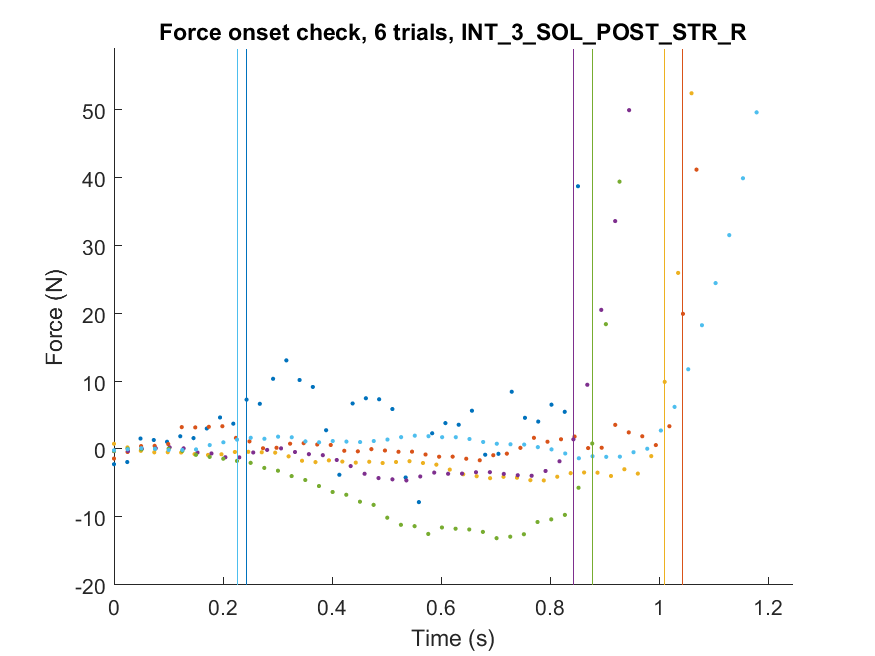 Force onset check, 6 trials, INT_3_SOL_POST_STR_R
50
40
30
20
10
0
-10
-20
Force (N)
0 0.2 0.4 0.6 0.8 1 1.2
Time (s)